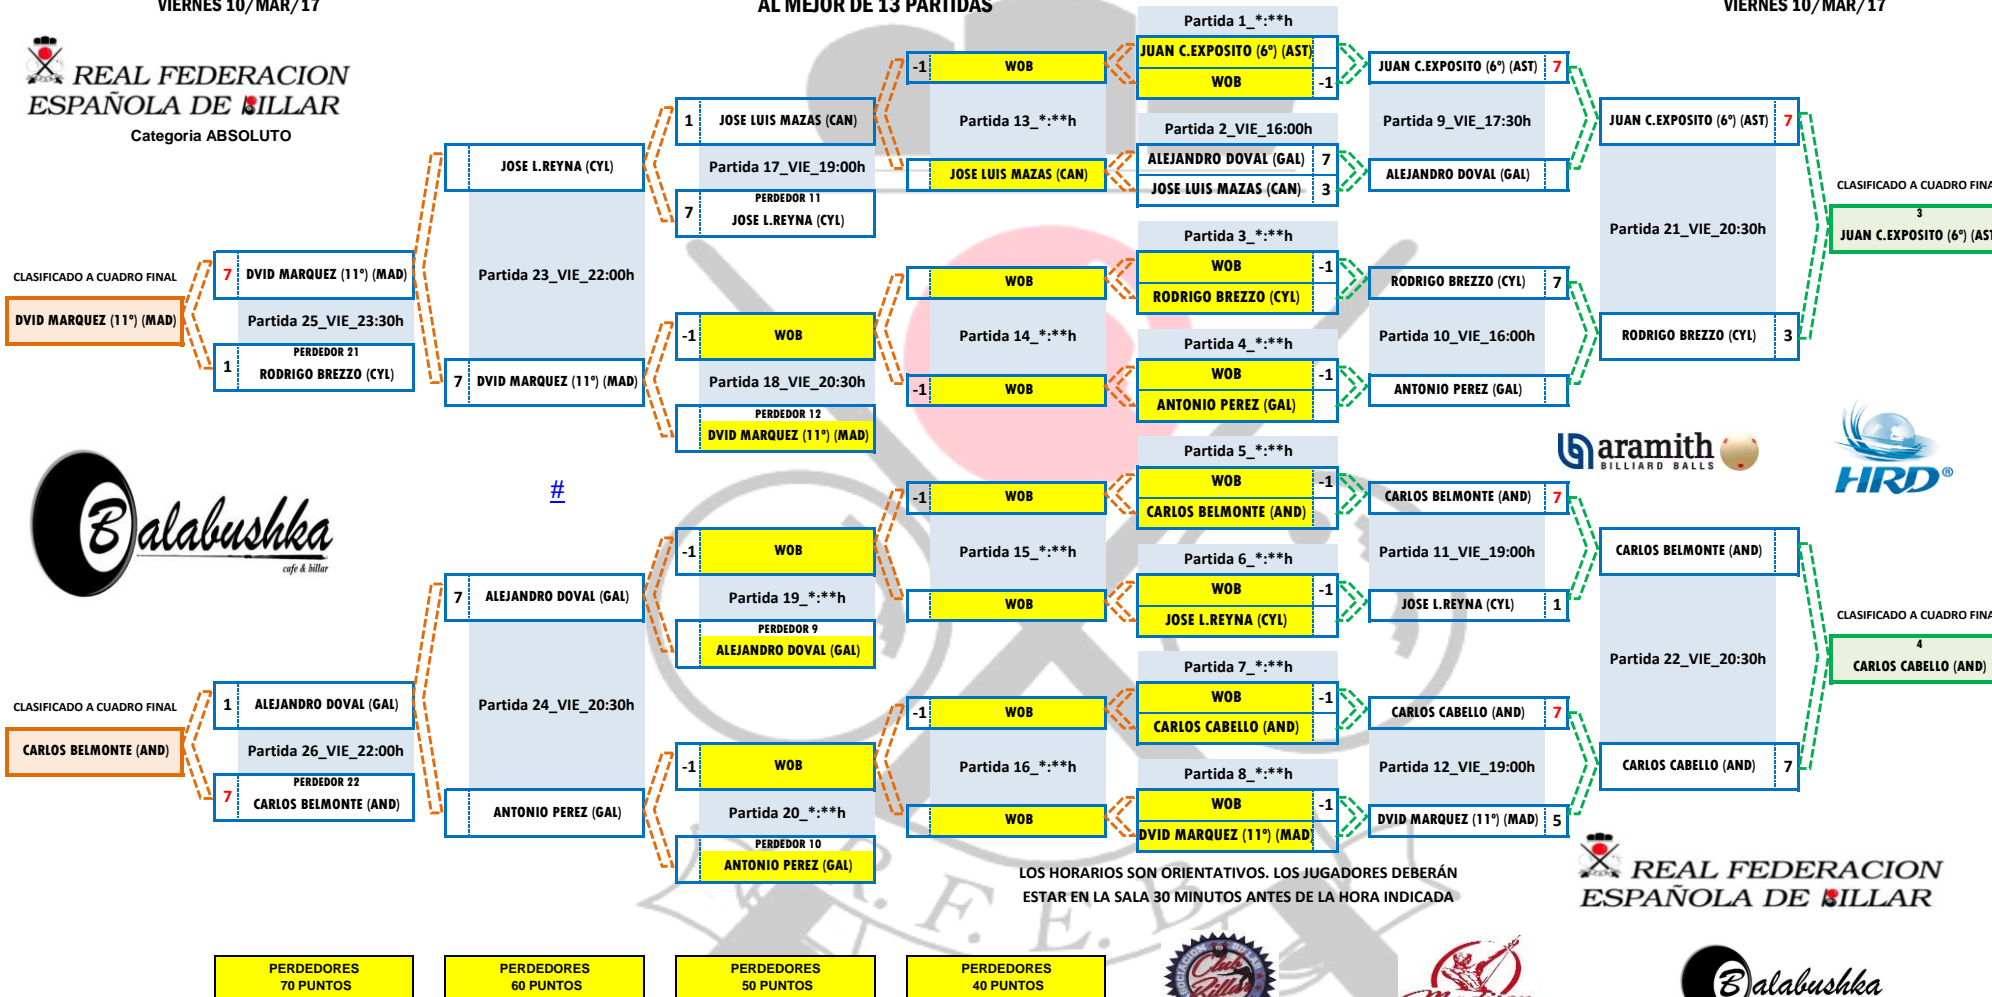 VIERNES 10/MAR/17
AL MEJOR DE 13 PARTIDAS
VIERNES 10/MAR/17
REAL FEDERACION
ESPAÑOLA DE BILLAR
Categoria ABSOLUTO
CLASIFICADO A CUADRO FINAL
DVID MARQUEZ (11º) (MAD)
7 DVID MARQUEZ (11º) (MAD)
Partida 25_VIE_23:30h
PERDEDOR 21
1 RODRIGO BREZZO (CYL)
CLASIFICADO A CUADRO FINAL
CARLOS BELMONTE (AND)
1 ALEJANDRO DOVAL (GAL)
Partida 26_VIE_22:00h
PERDEDOR 22
7 CARLOS BELMONTE (AND)
JOSE L.REYNA (CYL)
Partida 23_VIE_22:00h
7 DVID MARQUEZ (11º) (MAD)
#
7 ALEJANDRO DOVAL (GAL)
Partida 24_VIE_20:30h
ANTONIO PEREZ (GAL)
1 JOSE LUIS MAZAS (CAN)
Partida 17_VIE_19:00h
PERDEDOR 11
7 JOSE L.REYNA (CYL)
-1 WOB
Partida 18_VIE_20:30h
PERDEDOR 12
DVID MARQUEZ (11º) (MAD)
-1 WOB
Partida 19_*:**h
PERDEDOR 9
ALEJANDRO DOVAL (GAL)
-1 WOB
Partida 20_*:**h
PERDEDOR 10
ANTONIO PEREZ (GAL)
-1 WOB
Partida 13_*:**h
JOSE LUIS MAZAS (CAN)
WOB
Partida 14_*:**h
-1 WOB
-1 WOB
Partida 15_*:**h
WOB
-1 WOB
Partida 16_*:**h
WOB
Partida 1_*:**h
JUAN C.EXPOSITO (6º) (AST)
WOB -1
Partida 2_VIE_16:00h
ALEJANDRO DOVAL (GAL) 7
JOSE LUIS MAZAS (CAN) 3
Partida 3_*:**h
WOB -1
RODRIGO BREZZO (CYL)
Partida 4_*:**h
WOB -1
ANTONIO PEREZ (GAL)
Partida 5_*:**h
WOB -1
CARLOS BELMONTE (AND)
Partida 6_*:**h
WOB -1
JOSE L.REYNA (CYL)
Partida 7_*:**h
WOB -1
CARLOS CABELLO (AND)
Partida 8_*:**h
WOB -1
DVID MARQUEZ (11º) (MAD)
JUAN C.EXPOSITO (6º) (AST) 7
Partida 9_VIE_17:30h
ALEJANDRO DOVAL (GAL)
RODRIGO BREZZO (CYL) 7
Partida 10_VIE_16:00h
ANTONIO PEREZ (GAL)
CARLOS BELMONTE (AND) 7
Partida 11_VIE_19:00h
JOSE L.REYNA (CYL) 1
CARLOS CABELLO (AND) 7
Partida 12_VIE_19:00h
DVID MARQUEZ (11º) (MAD) 5
JUAN C.EXPOSITO (6º) (AST) 7
Partida 21_VIE_20:30h
RODRIGO BREZZO (CYL) 3
CARLOS BELMONTE (AND)
Partida 22_VIE_20:30h
CARLOS CABELLO (AND) 7
CLASIFICADO A CUADRO FINA
3
JUAN C.EXPOSITO (6º) (AST
CLASIFICADO A CUADRO FINA
4
CARLOS CABELLO (AND)
aramith
BILLIARD BALLS
HRD®
Balabushka
cafe & billar
LOS HORARIOS SON ORIENTATIVOS. LOS JUGADORES DEBERÁN
ESTAR EN LA SALA 30 MINUTOS ANTES DE LA HORA INDICADA
R.F.E.B.
REAL FEDERACION
ESPAÑOLA DE BILLAR
PERDEDORES
70 PUNTOS
PERDEDORES
60 PUNTOS
PERDEDORES
50 PUNTOS
PERDEDORES
40 PUNTOS
Club
Billar
Balabushka